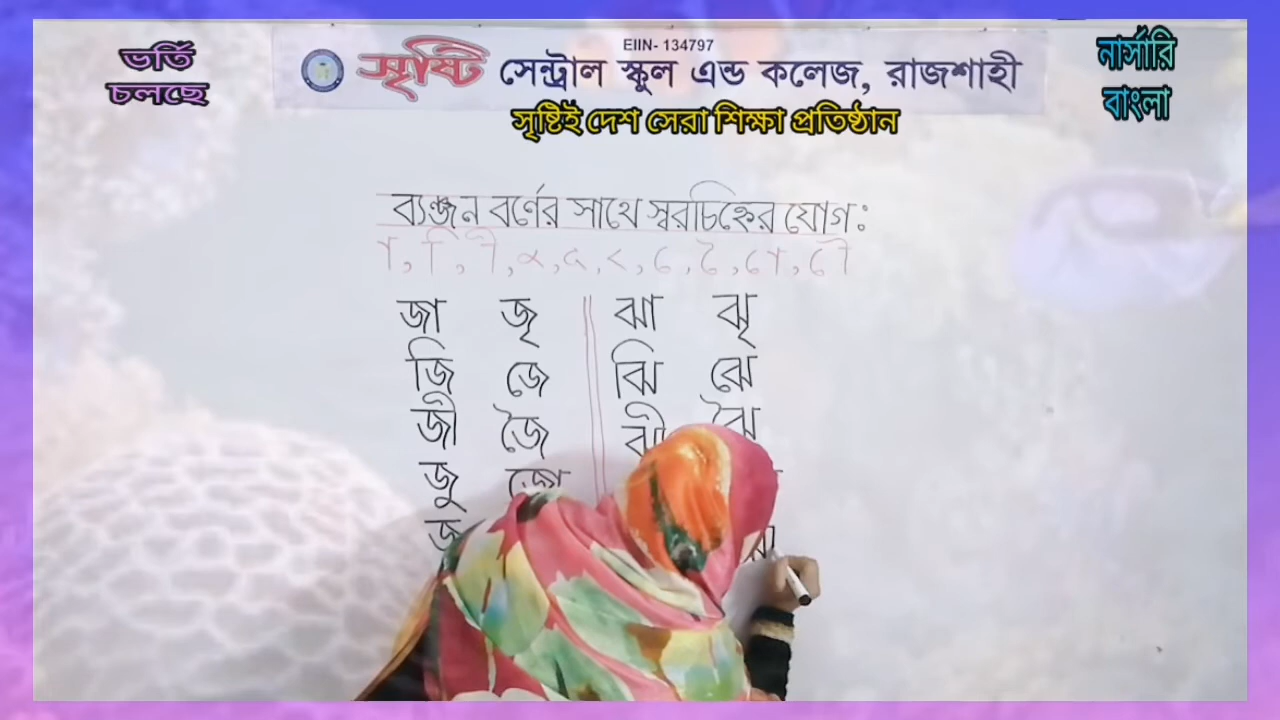 ভর্তি
চলছে
EIIN- 134797
সৃষ্টি সেন্ট্রাল স্কুল এন্ড কলেজ, রাজশাহী
সৃষ্টিই দেশ সেরা শিক্ষা প্রতিষ্ঠান
নার্সারি
বাংলা
ব্যঞ্জন বর্ণের সাথে স্বরচিহ্নের যোগঃ
া, ি, ী, ু, ূ, ৃ, ে, ৈ, ো, ৌ
জা জৃ ঝা ঝৃ
জি জে ঝি ঝে
জী জৈ ঝী ঝৈ
জু জো